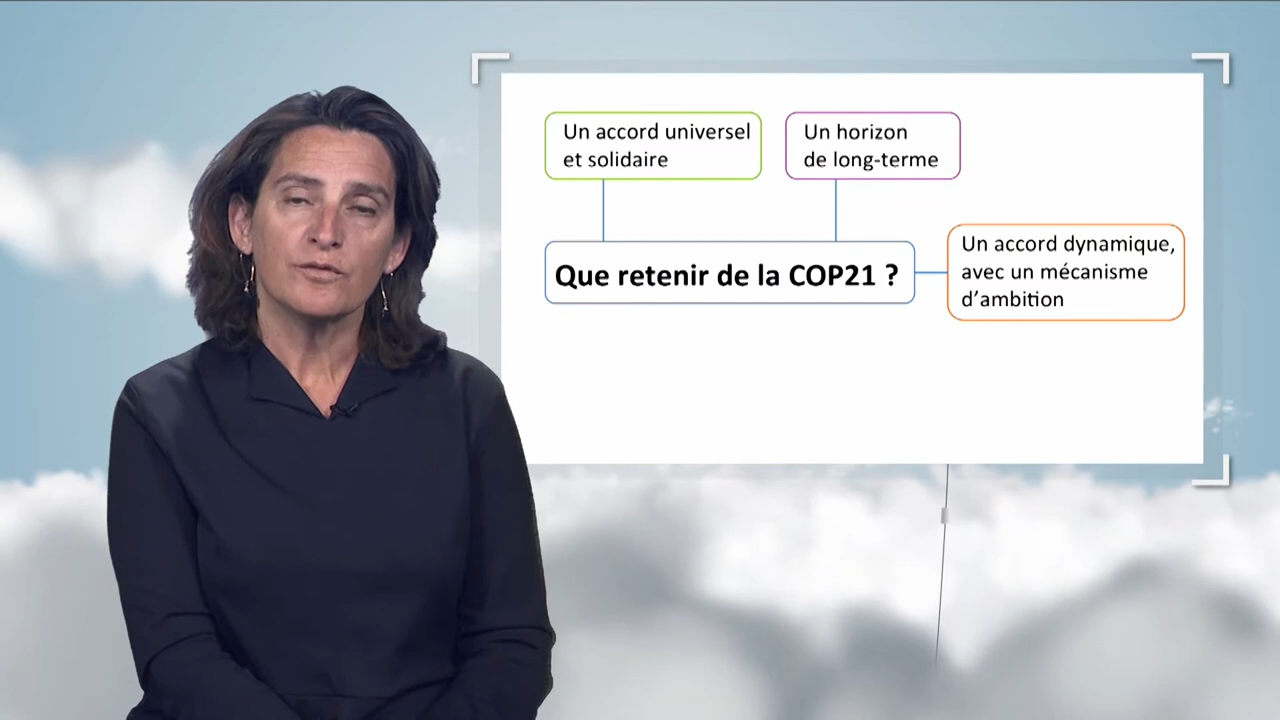 Un accord universel
et solidaire
Un horizon
de long-terme
Que retenir de la COP21 ?
Un accord dynamique,
avec un mécanisme
d’ambition